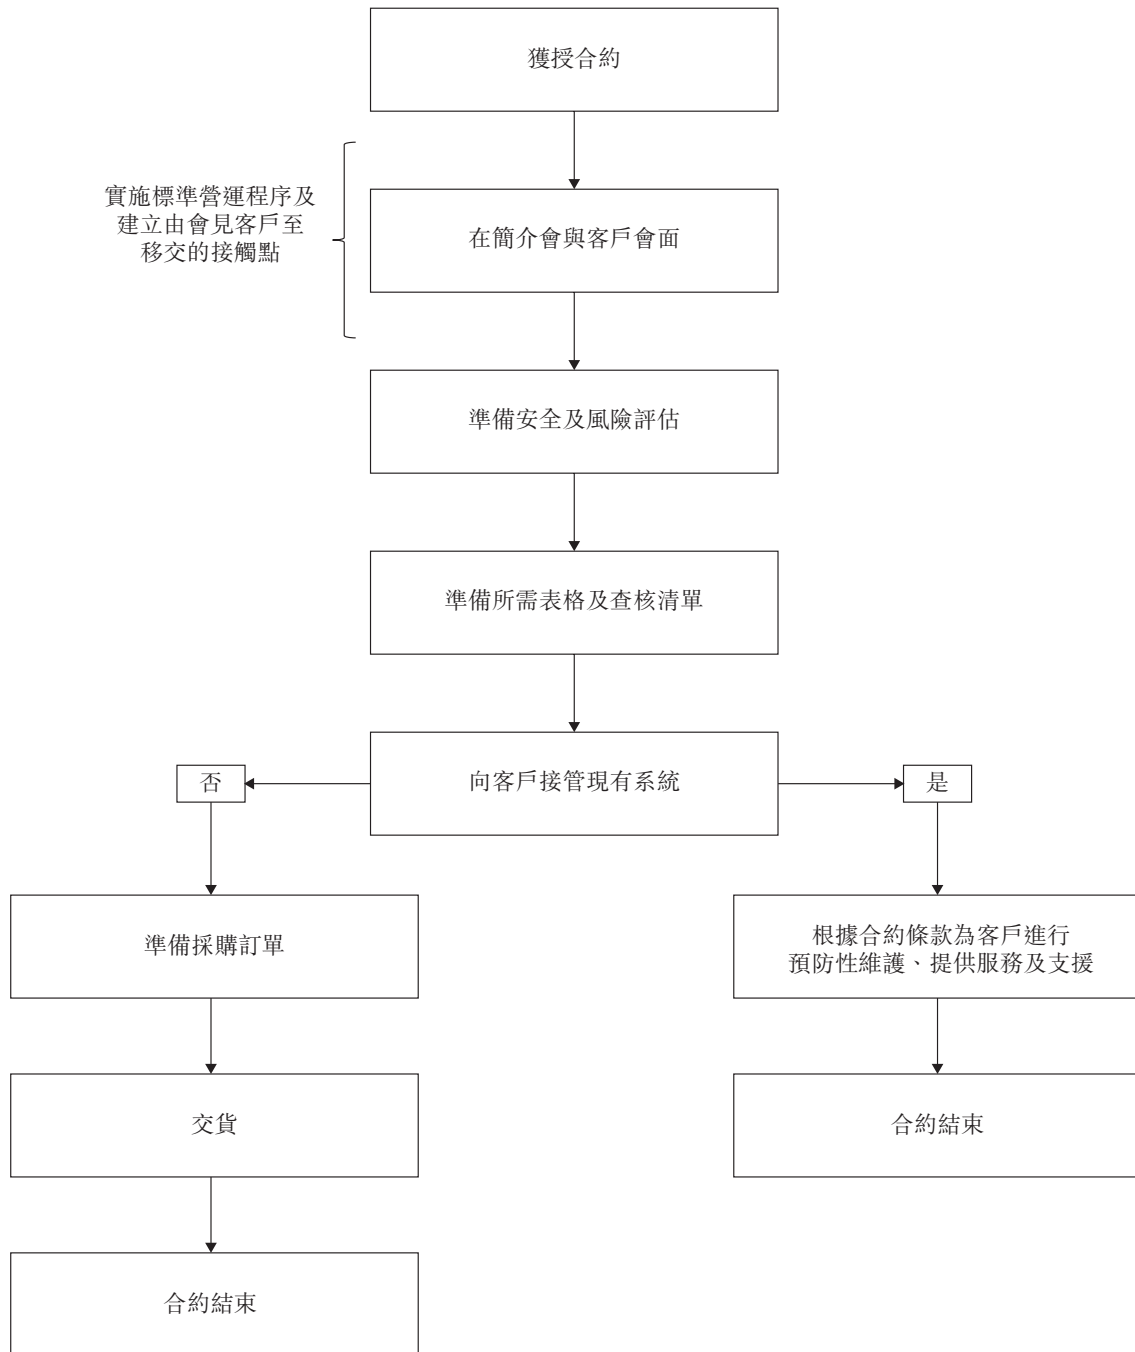 獲授合約
實施標準營運程序及
建立由會見客戶至
移交的接觸點
在簡介會與客戶會面
準備安全及風險評估
準備所需表格及查核清單
向客戶接管現有系統
否
是
準備採購訂單
根據合約條款為客戶進行
預防性維護、提供服務及支援
交貨
合約結束
合約結束